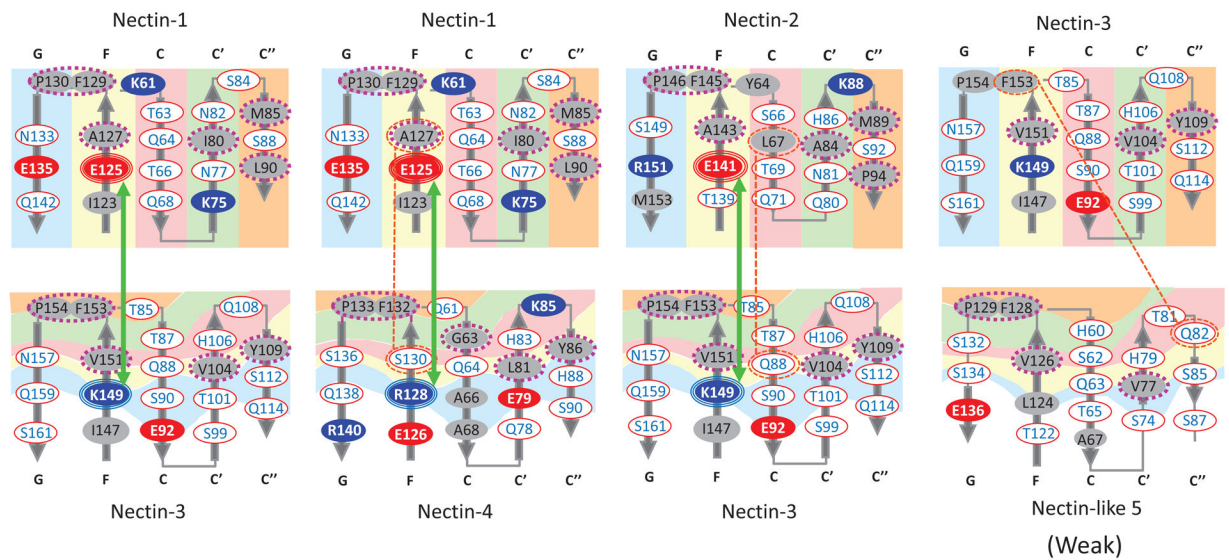 Nectin-1 Nectin-1 Nectin-2 Nectin-3
G F C C' C'' G F C C' C'' G F C C' C'' G F C C' C''
P130 F129 K61 S84 P130 F129 K61 S84 P146 F145 Y64 K88 P154 F153 T85 Q108
T63 N82 M85 T63 N82 M85 S66 H86 M89 T87 H106 Y109
N133 A127 Q64 I80 S88 N133 A127 Q64 I80 S88 S149 A143 L67 A84 S92 N157 V151 Q88 V104 S112
E135 E125 T66 N77 L90 E135 E125 T66 N77 L90 R151 E141 T69 N81 P94 Q159 K149 S90 T101 Q114
Q142 I123 Q68 K75 Q142 I123 Q68 K75 M153 T139 Q71 Q80 S161 I147 E92 S99
P154 F153 T85 Q108 P133 F132 Q61 K85 P154 F153 T85 Q108 P129 F128 T81 Q82
T87 H106 Y109 G63 H83 Y86 T87 H106 Y109 S132 H60 H79
N157 V151 Q88 V104 S112 S136 S130 Q64 L81 H88 N157 V151 Q88 V104 S112 S134 V126 S62 V77 S85
Q159 K149 S90 T101 Q114 Q138 R128 A66 E79 S90 Q159 K149 S90 T101 Q114 E136 L124 Q63 S74 S87
S161 I147 E92 S99 R140 E126 A68 Q78 S161 I147 E92 S99 T122 T65 A67
G F C C' C'' G F C C' C'' G F C C' C'' G F C C' C''
Nectin-3 Nectin-4 Nectin-3 Nectin-like 5
(Weak)